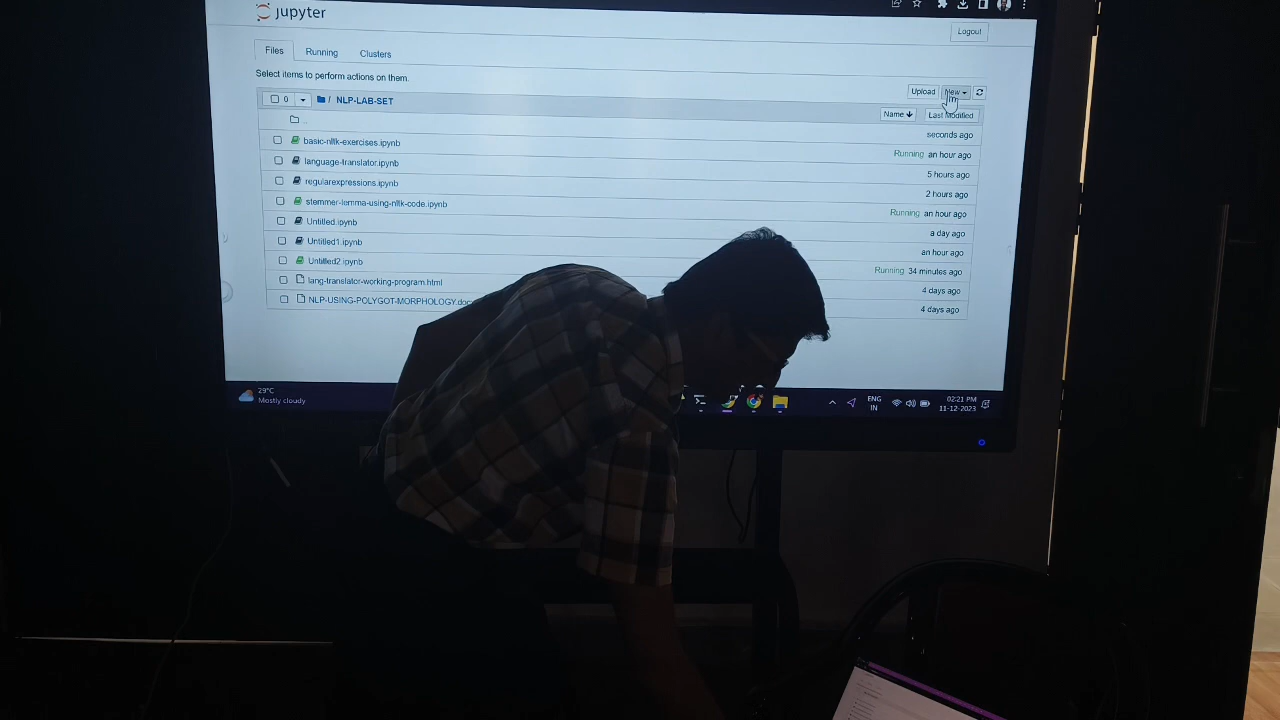 jupyter
Logout
Files Running Clusters
Select items to perform actions on them.
Upload New
0 / NLP-LAB-SET Name Last Modified
.. seconds ago
basic-nltk-exercises.ipynb Running an hour ago
language-translator.ipynb 5 hours ago
regularexpressions.ipynb 2 hours ago
stemmer-lemma-using-nltk-code.ipynb Running an hour ago
Untitled.ipynb a day ago
Untitled1.ipynb an hour ago
Untitled2.ipynb Running 34 minutes ago
lang-translator-working-program.html 4 days ago
NLP-USING-POLYGOT-MORPHOLOGY.docx 4 days ago
29°C
Mostly cloudy
ENG
IN
02:21 PM
11-12-2023